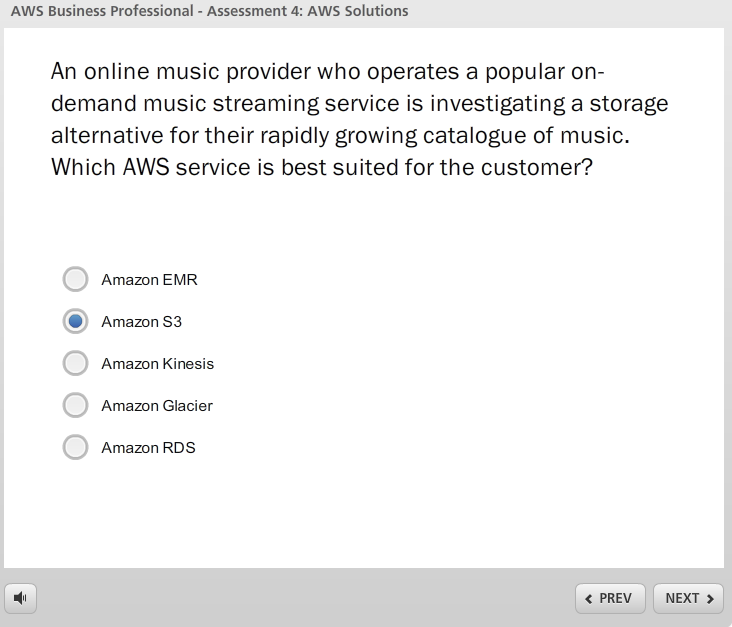 AWS Business Professional - Assessment 4: AWS Solutions
An online music provider who operates a popular on-
demand music streaming service is investigating a storage
alternative for their rapidly growing catalogue of music.
Which AWS service is best suited for the customer?
Amazon EMR
Amazon S3
Amazon Kinesis
Amazon Glacier
Amazon RDS
PREV
NEXT